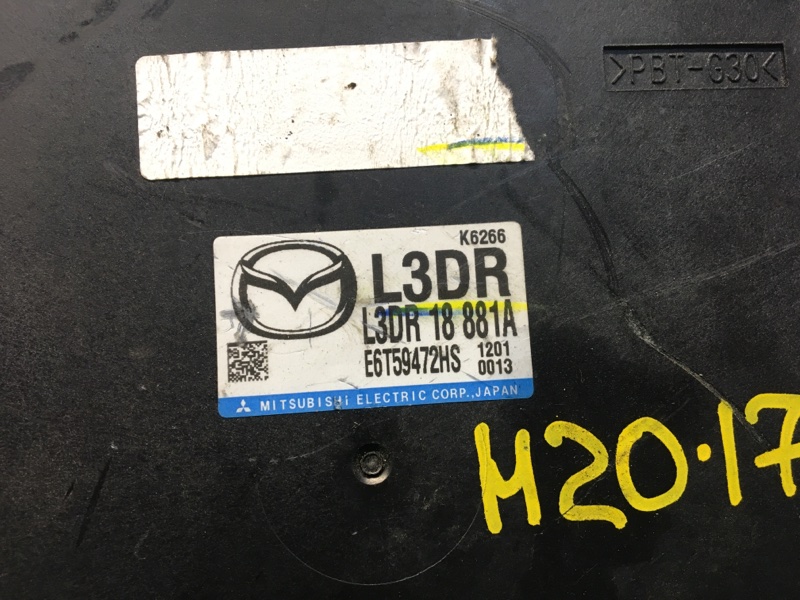 >PBT-G30<
K6266
L3DR
L3DR 18 881A
E6T59472HS 1201
0013
MITSUBISHI ELECTRIC CORP., JAPAN
M20.17